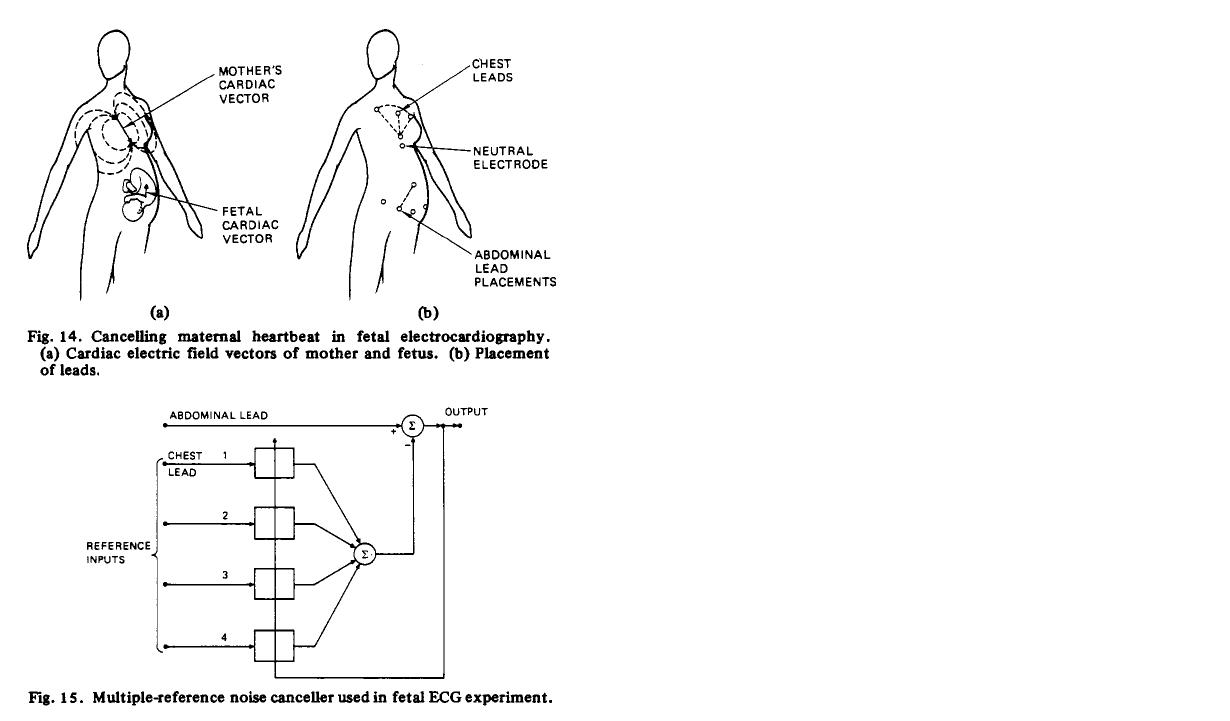 MOTHER'S
CARDIAC
VECTOR
FETAL
CARDIAC
VECTOR
(a)
CHEST
LEADS
NEUTRAL
ELECTRODE
ABDOMINAL
LEAD
PLACEMENTS
(b)
Fig. 14. Cancelling maternal heartbeat in fetal electrocardiography.
(a) Cardiac electric field vectors of mother and fetus. (b) Placement
of leads.
ABDOMINAL LEAD
+
Σ
-
OUTPUT
CHEST 1
LEAD
2
REFERENCE
INPUTS
Σ
3
4
Fig. 15. Multiple-reference noise canceller used in fetal ECG experiment.